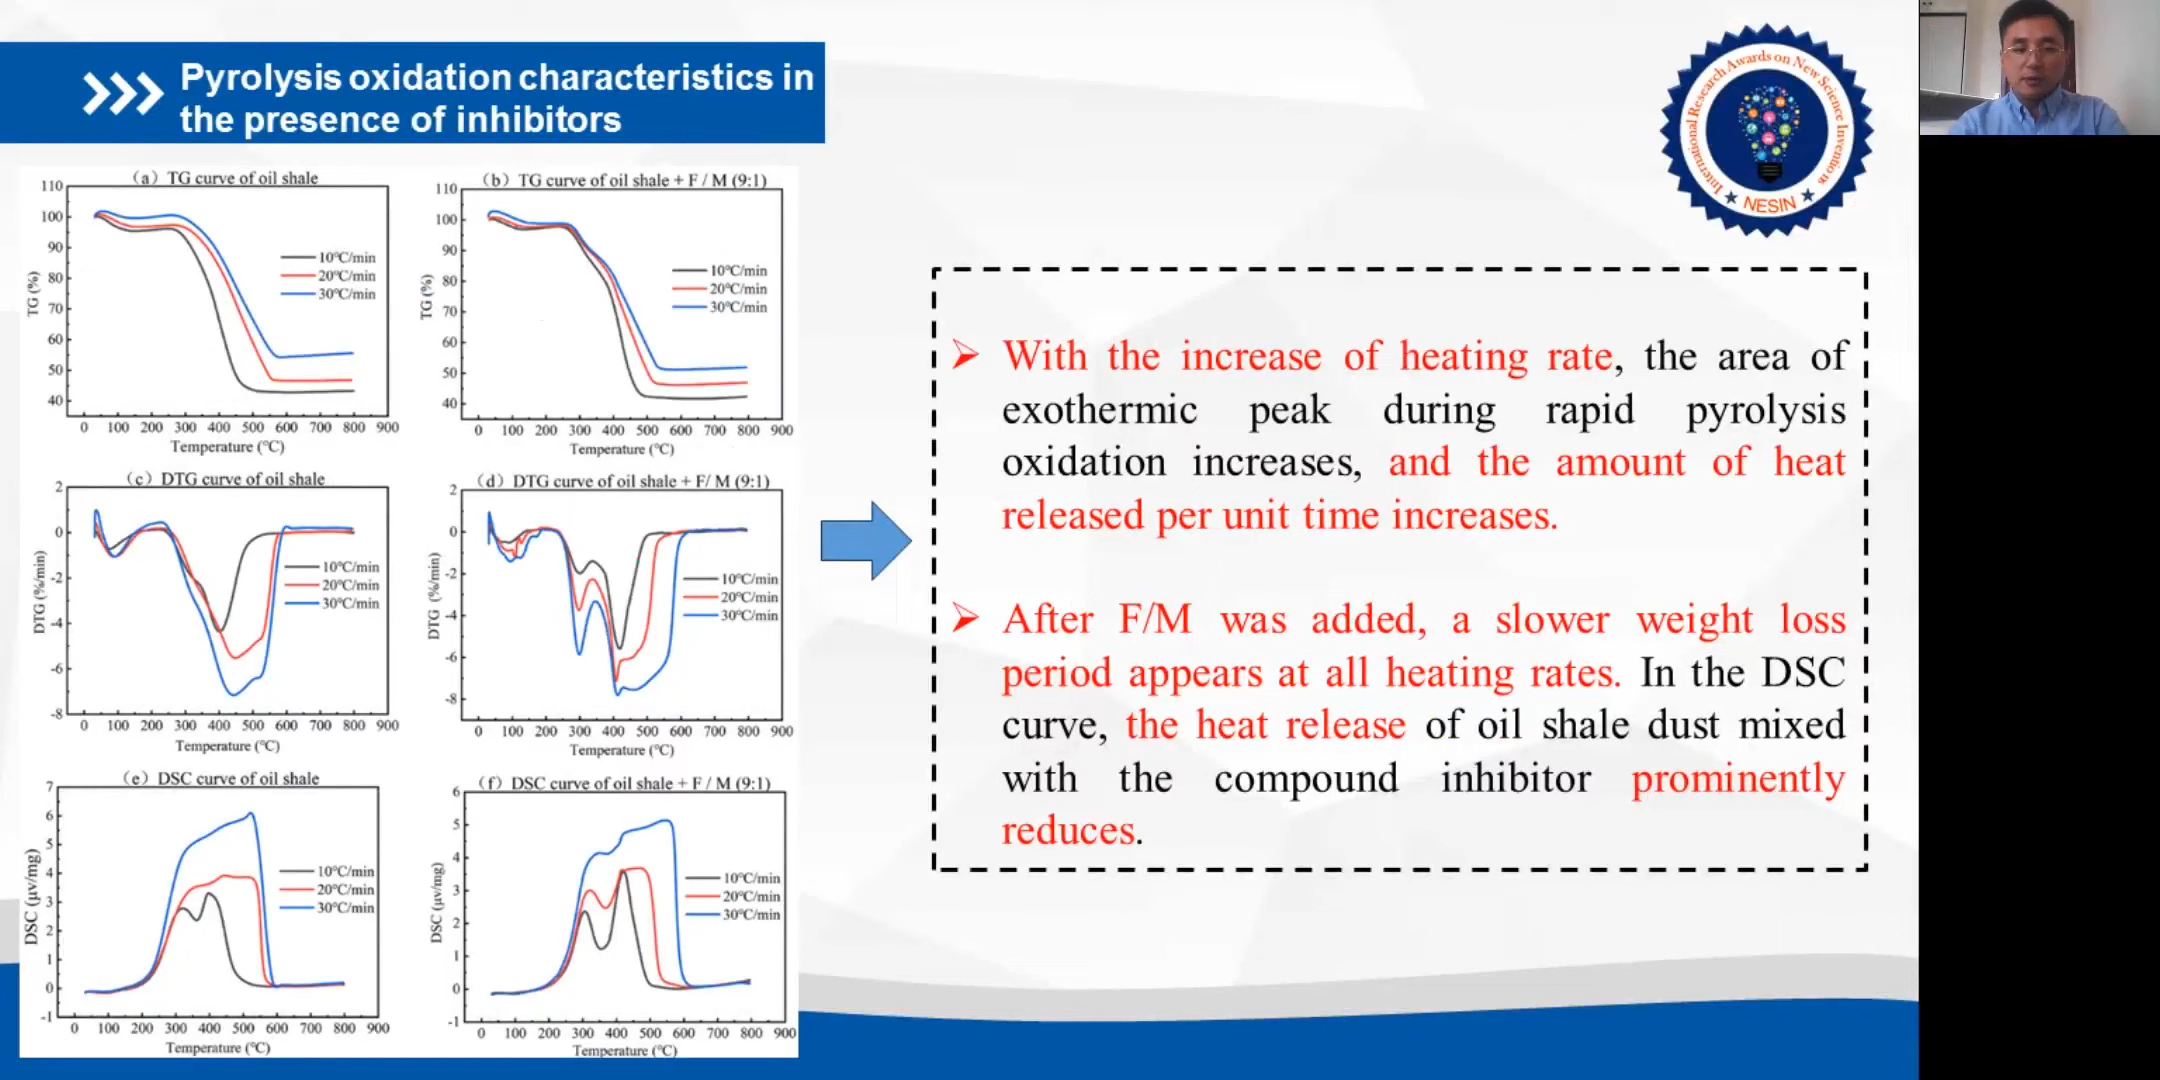 Pyrolysis oxidation characteristics in
the presence of inhibitors
International Research Awards on New Science Inventions
★ NESIN ★
(a) TG curve of oil shale
110
100
90
80
70
60
50
40
TG (%)
10℃/min
20℃/min
30℃/min
0 100 200 300 400 500 600 700 800 900
Temperature (℃)
(b) TG curve of oil shale + F / M (9:1)
110
100
90
80
70
60
50
40
TG (%)
10℃/min
20℃/min
30℃/min
0 100 200 300 400 500 600 700 800 900
Temperature (℃)
(c) DTG curve of oil shale
2
0
-2
-4
-6
-8
DTG (%/min)
10℃/min
20℃/min
30℃/min
0 100 200 300 400 500 600 700 800 900
Temperature (℃)
(d) DTG curve of oil shale + F/ M (9:1)
2
0
-2
-4
-6
-8
DTG (%/min)
10℃/min
20℃/min
30℃/min
0 100 200 300 400 500 600 700 800 900
Temperature (℃)
(e) DSC curve of oil shale
7
6
5
4
3
2
1
0
-1
DSC (μv/mg)
10℃/min
20℃/min
30℃/min
0 100 200 300 400 500 600 700 800 900
Temperature (℃)
(f) DSC curve of oil shale + F / M (9:1)
6
5
4
3
2
1
0
-1
DSC (μv/mg)
10℃/min
20℃/min
30℃/min
0 100 200 300 400 500 600 700 800 900
Temperature (℃)
➢ With the increase of heating rate, the area of
exothermic peak during rapid pyrolysis
oxidation increases, and the amount of heat
released per unit time increases.
➢ After F/M was added, a slower weight loss
period appears at all heating rates. In the DSC
curve, the heat release of oil shale dust mixed
with the compound inhibitor prominently
reduces.